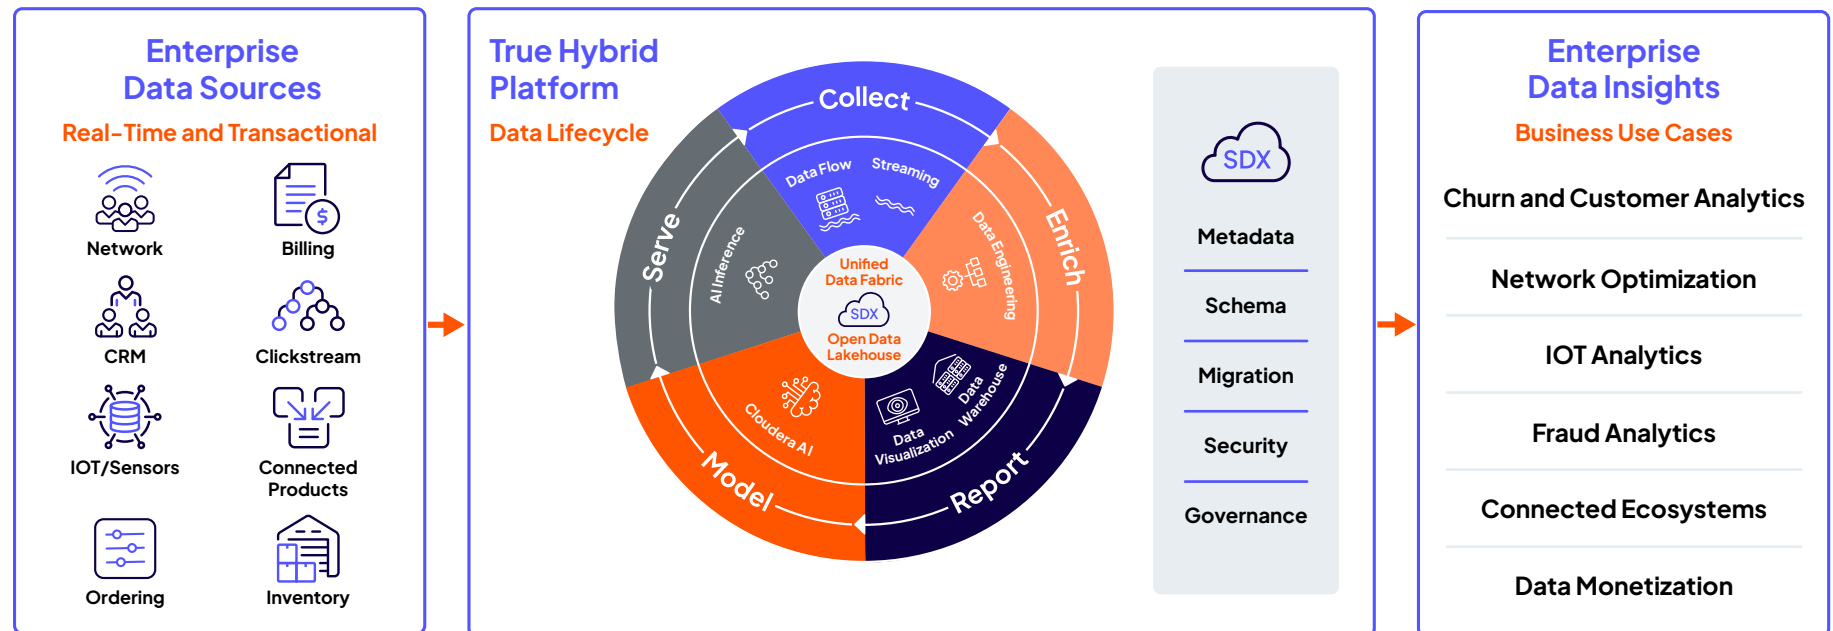 Enterprise
Data Sources
Real-Time and Transactional
Network
Billing
CRM
Clickstream
IOT/Sensors
Connected
Products
Ordering
Inventory
True Hybrid
Platform
Data Lifecycle
Collect
Data Flow
Streaming
Enrich
Data Engineering
Report
Data
Warehouse
Data
Visualization
Model
Cloudera AI
Serve
AI Inference
Unified
Data Fabric
SDX
Open Data
Lakehouse
SDX
Metadata
Schema
Migration
Security
Governance
Enterprise
Data Insights
Business Use Cases
Churn and Customer Analytics
Network Optimization
IOT Analytics
Fraud Analytics
Connected Ecosystems
Data Monetization